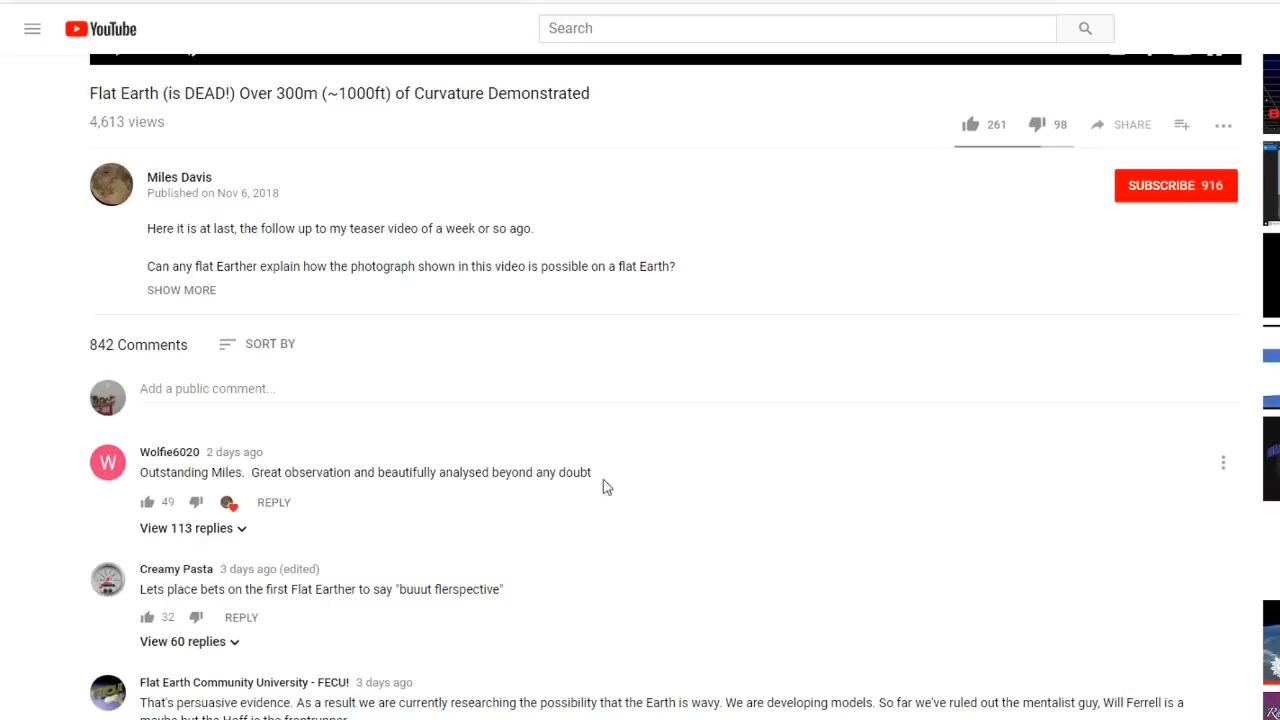 YouTube
Search
Flat Earth (is DEAD!) Over 300m (~1000ft) of Curvature Demonstrated
4,613 views
261 98 SHARE
Miles Davis
Published on Nov 6, 2018
SUBSCRIBE 916
Here it is at last, the follow up to my teaser video of a week or so ago.
Can any flat Earther explain how the photograph shown in this video is possible on a flat Earth?
SHOW MORE
842 Comments SORT BY
Add a public comment...
W
Wolfie6020 2 days ago
Outstanding Miles. Great observation and beautifully analysed beyond any doubt
49 REPLY
View 113 replies
Creamy Pasta 3 days ago (edited)
Lets place bets on the first Flat Earther to say "buuut flerspective"
32 REPLY
View 60 replies
Flat Earth Community University - FECU! 3 days ago
That's persuasive evidence. As a result we are currently researching the possibility that the Earth is wavy. We are developing models. So far we've ruled out the mentalist guy, Will Ferrell is a
maybe but the Hoff is the frontrunner